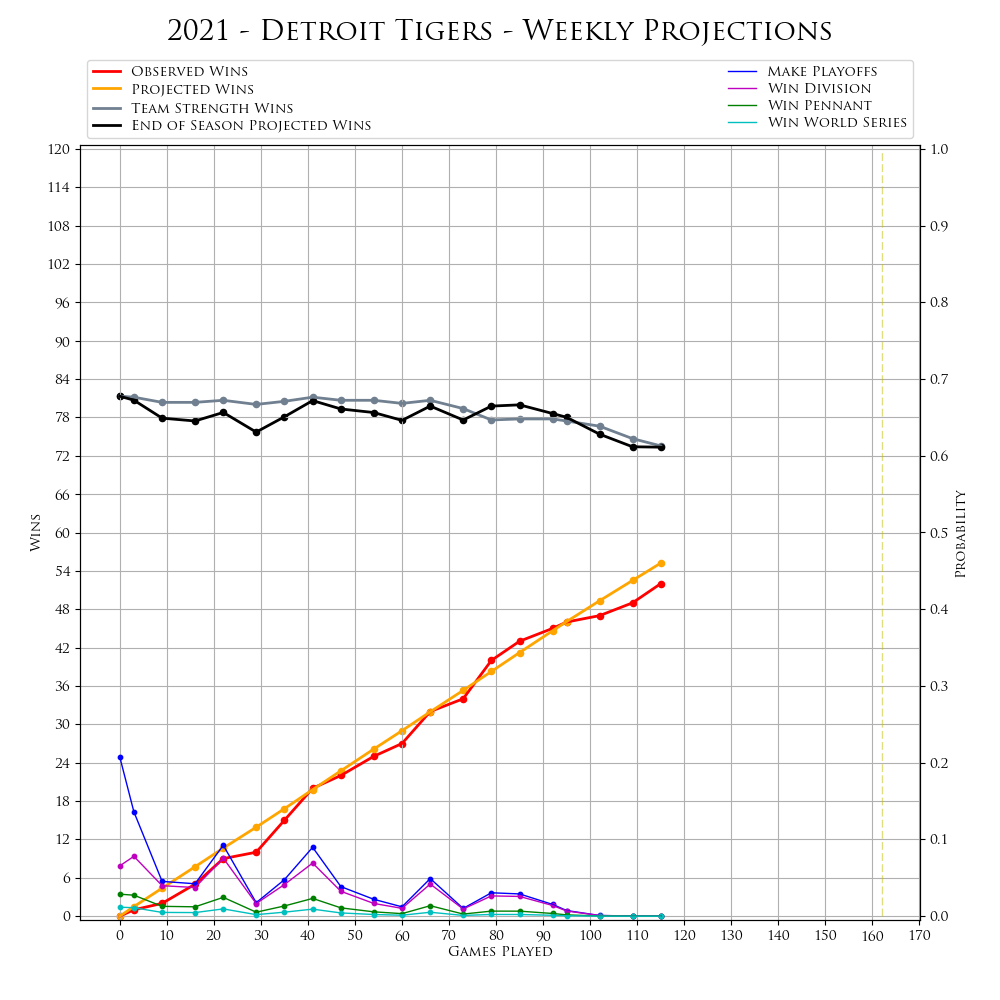 2021 - Detroit Tigers - Weekly Projections
Observed Wins
Projected Wins
Team Strength Wins
End of Season Projected Wins
Make Playoffs
Win Division
Win Pennant
Win World Series
120
114
108
102
96
90
84
78
72
66
60
54
48
42
36
30
24
18
12
6
0
Wins
1.0
0.9
0.8
0.7
0.6
0.5
0.4
0.3
0.2
0.1
0.0
Probability
0 10 20 30 40 50 60 70 80 90 100 110 120 130 140 150 160 170
Games Played